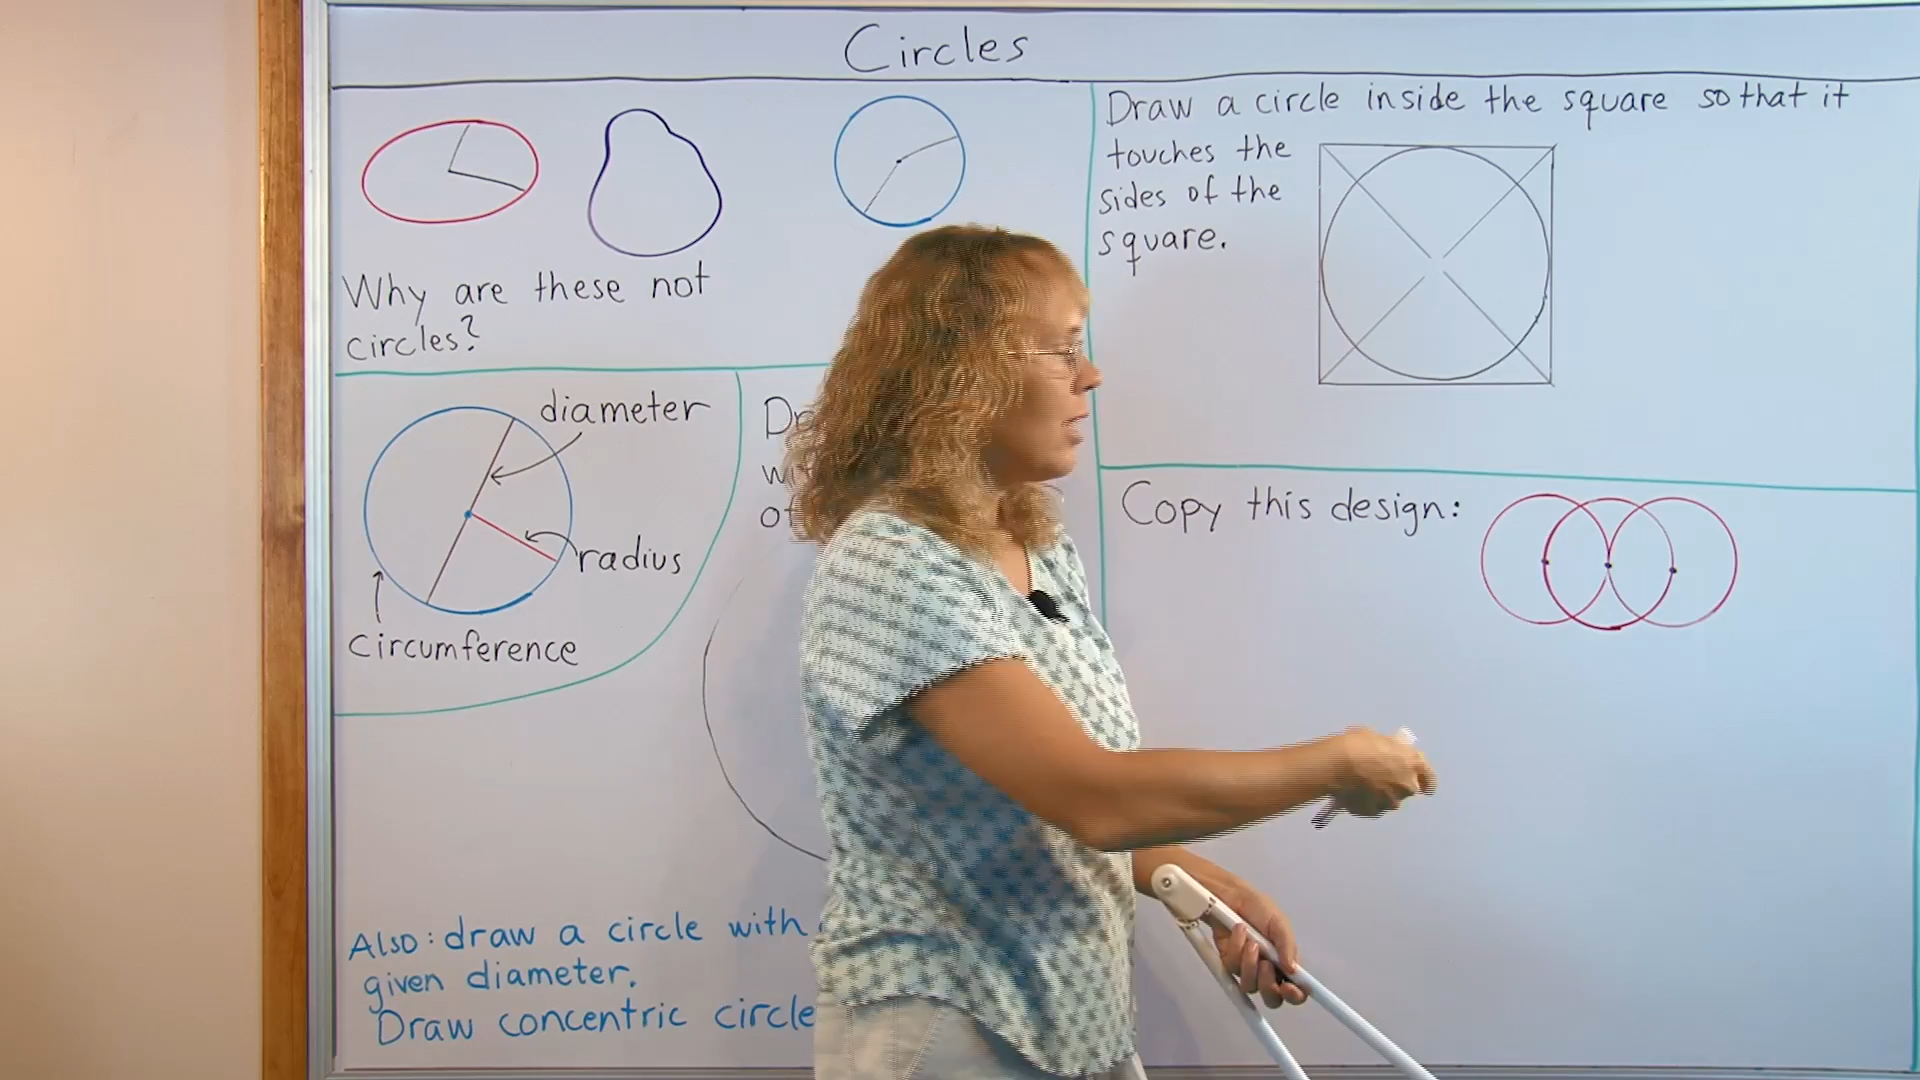 Circles
Why are these not
circles?
diameter
radius
circumference
Also: draw a circle with
given diameter.
Draw concentric circle
Draw a circle inside the square so that it
touches the
sides of the
square.
Copy this design: